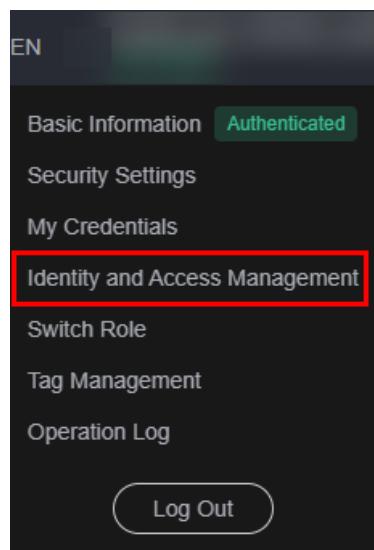 EN
Basic Information Authenticated
Security Settings
My Credentials
Identity and Access Management
Switch Role
Tag Management
Operation Log
Log Out